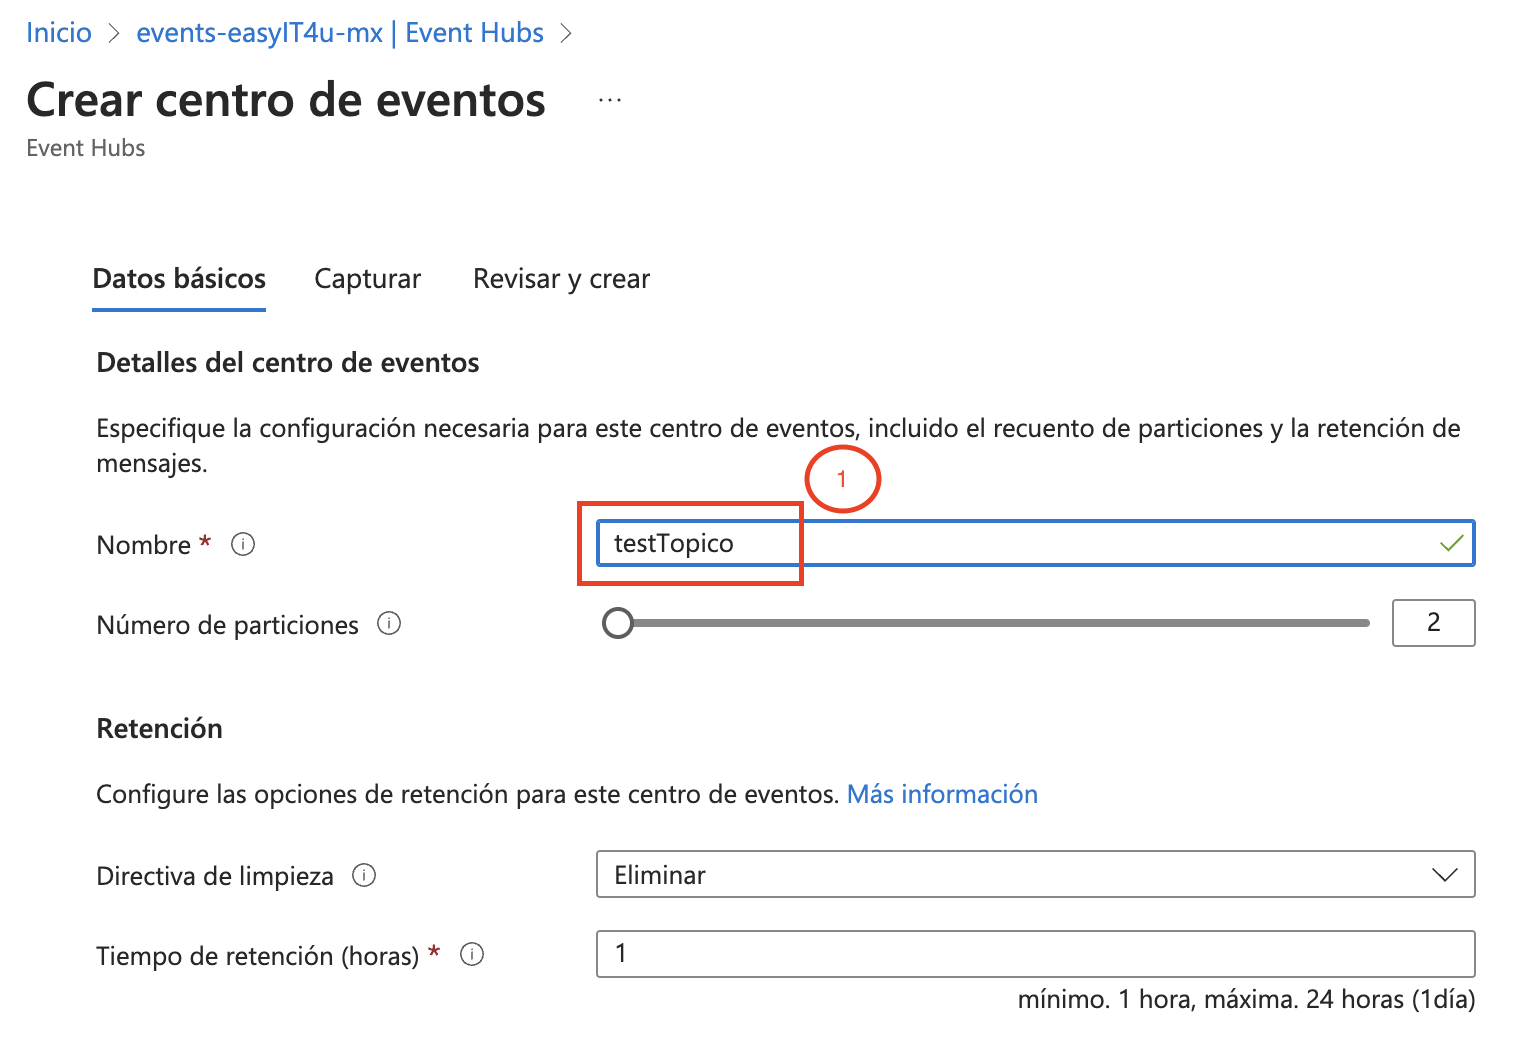 Inicio > events-easyIT4u-mx | Event Hubs >
Crear centro de eventos ...
Event Hubs
Datos básicos Capturar Revisar y crear
Detalles del centro de eventos
Especifique la configuración necesaria para este centro de eventos, incluido el recuento de particiones y la retención de
mensajes.
1
Nombre * testTopico
Número de particiones 2
Retención
Configure las opciones de retención para este centro de eventos. Más información
Directiva de limpieza Eliminar
Tiempo de retención (horas) * 1
mínimo. 1 hora, máxima. 24 horas (1día)